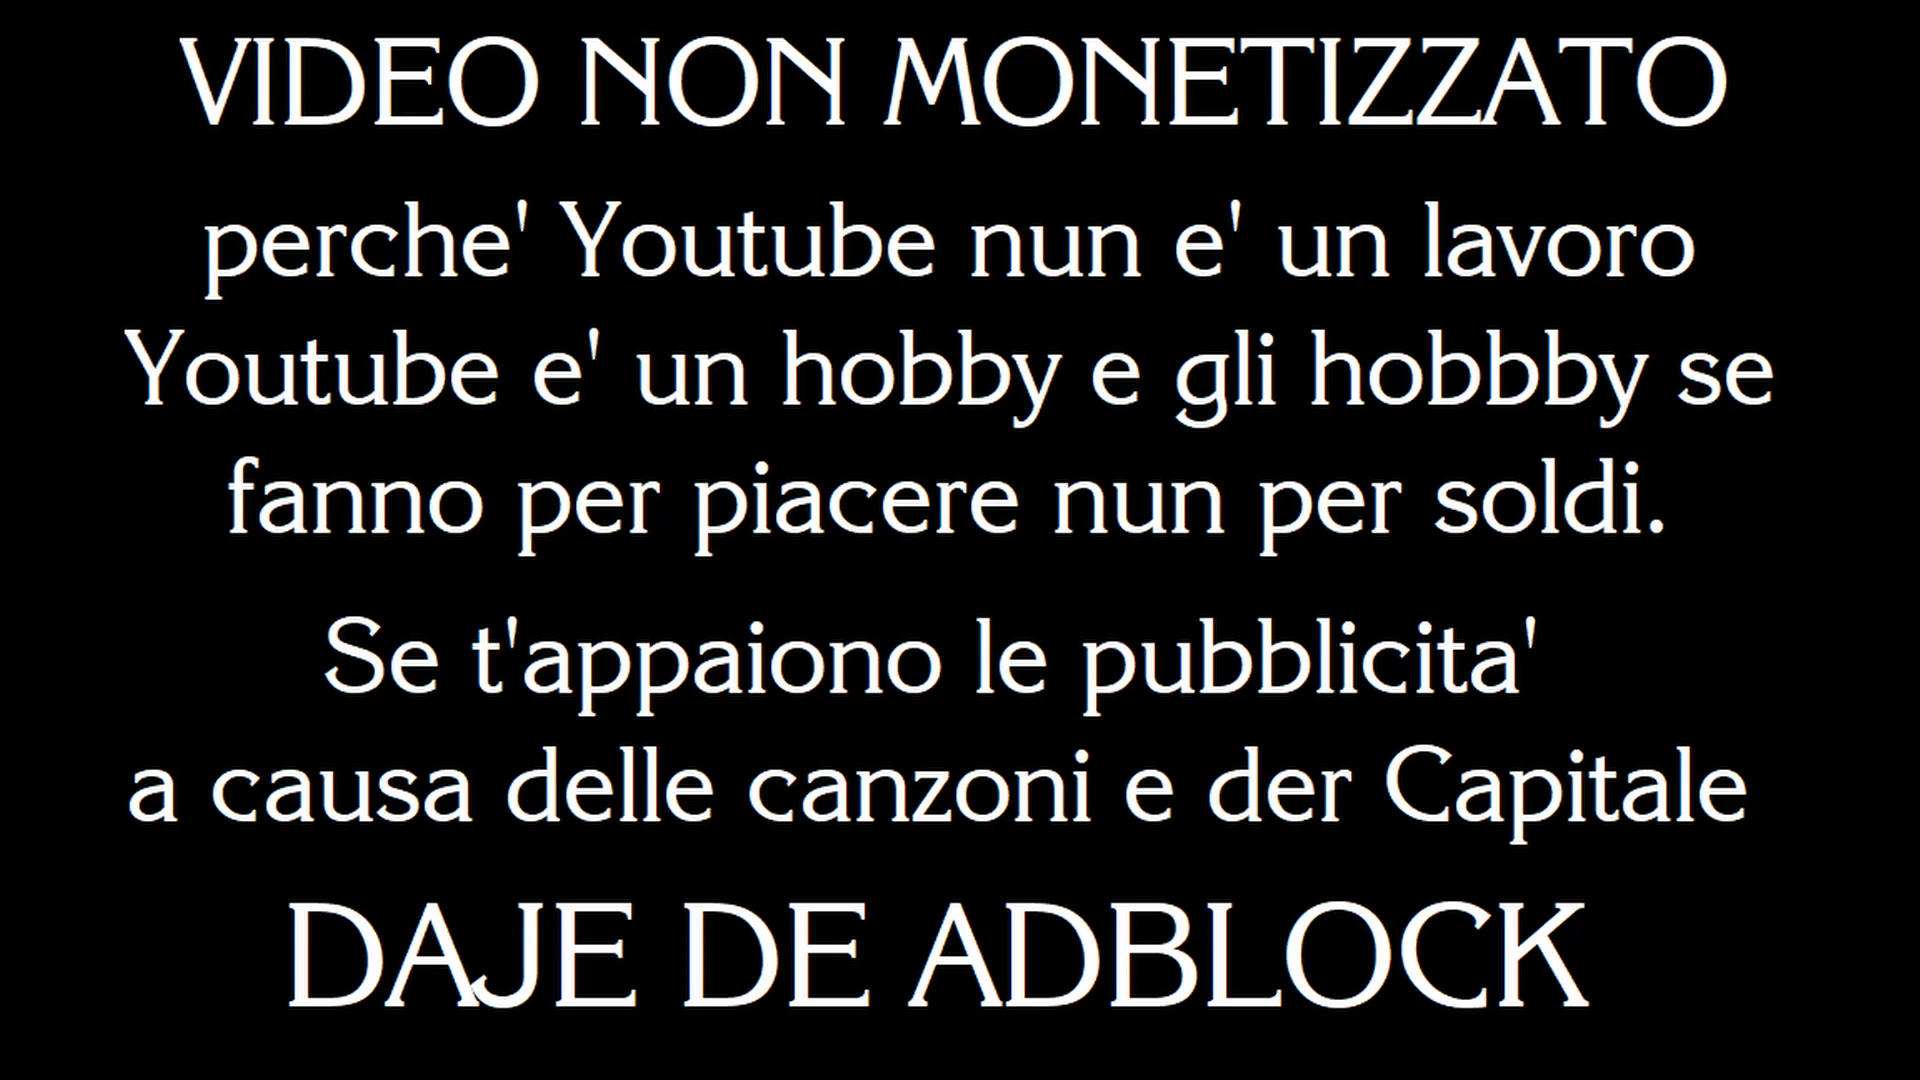 VIDEO NON MONETIZZATO
perche' Youtube nun e' un lavoro
Youtube e' un hobby e gli hobbby se
fanno per piacere nun per soldi.
Se t'appaiono le pubblicita'
a causa delle canzoni e der Capitale
DAJE DE ADBLOCK